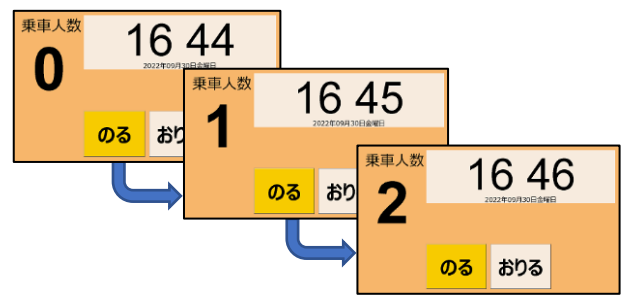 乗車人数
16 44
0
2022年09月30日金曜日
のる
おり
乗車人数
16 45
1
2022年09月30日金曜日
のる
おり
乗車人数
16 46
2
2022年09月30日金曜日
のる
おりる